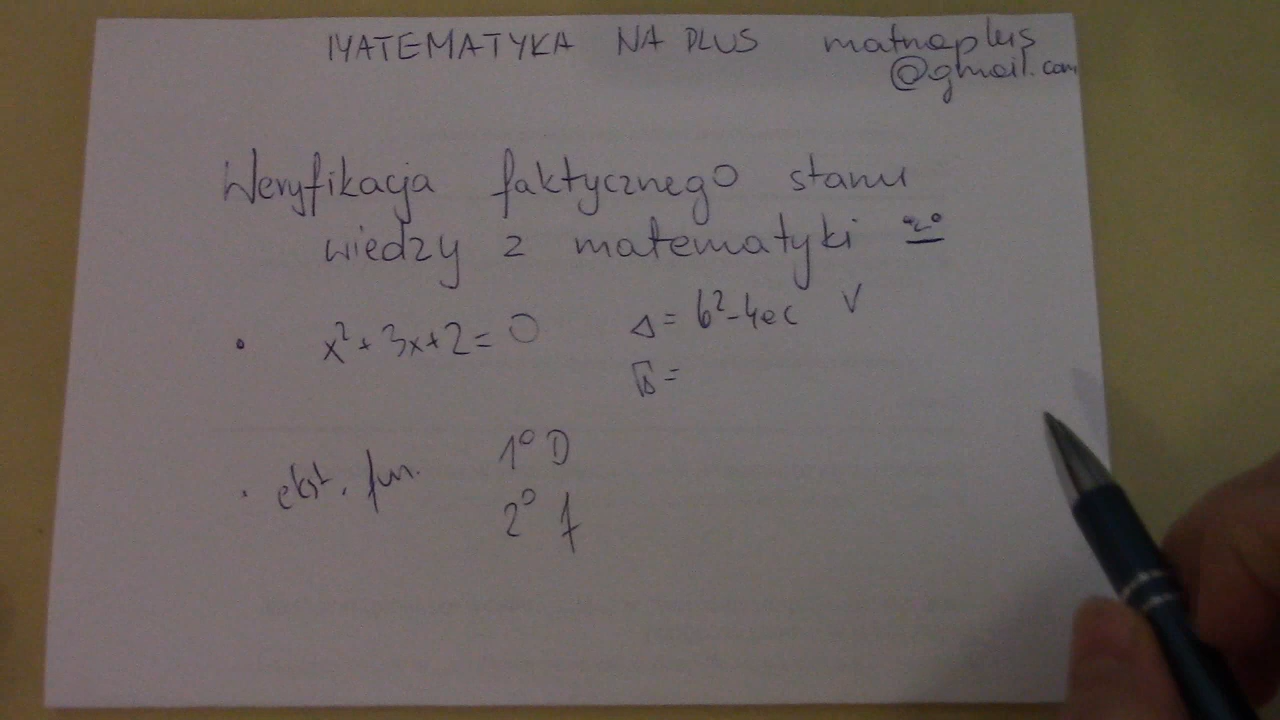 MATEMATYKA NA PLUS matnaplus
@gmail.com
Weryfikacja faktycznego stanu
wiedzy z matematyki 2°
• x²+3x+2=0 Δ= b²-4ac V
√Δ =
• ekst. fun. 1° D
2° f